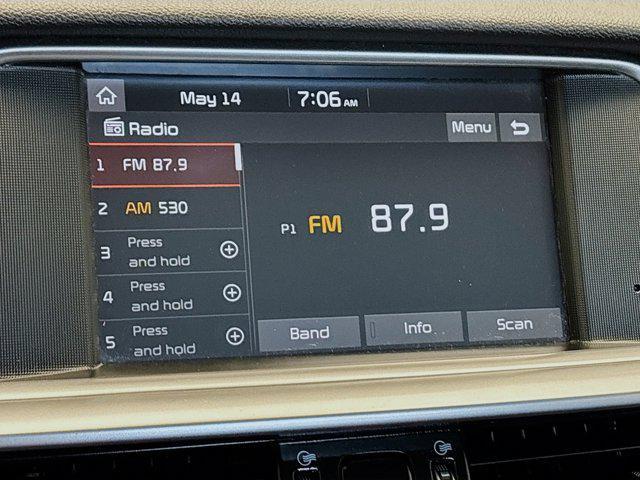 May 14 7:06 AM
Radio Menu
1 FM 87.9
2 AM 530
3 Press
and hold
4 Press
and hold
5 Press
and hold
P1 FM 87.9
Band Info Scan